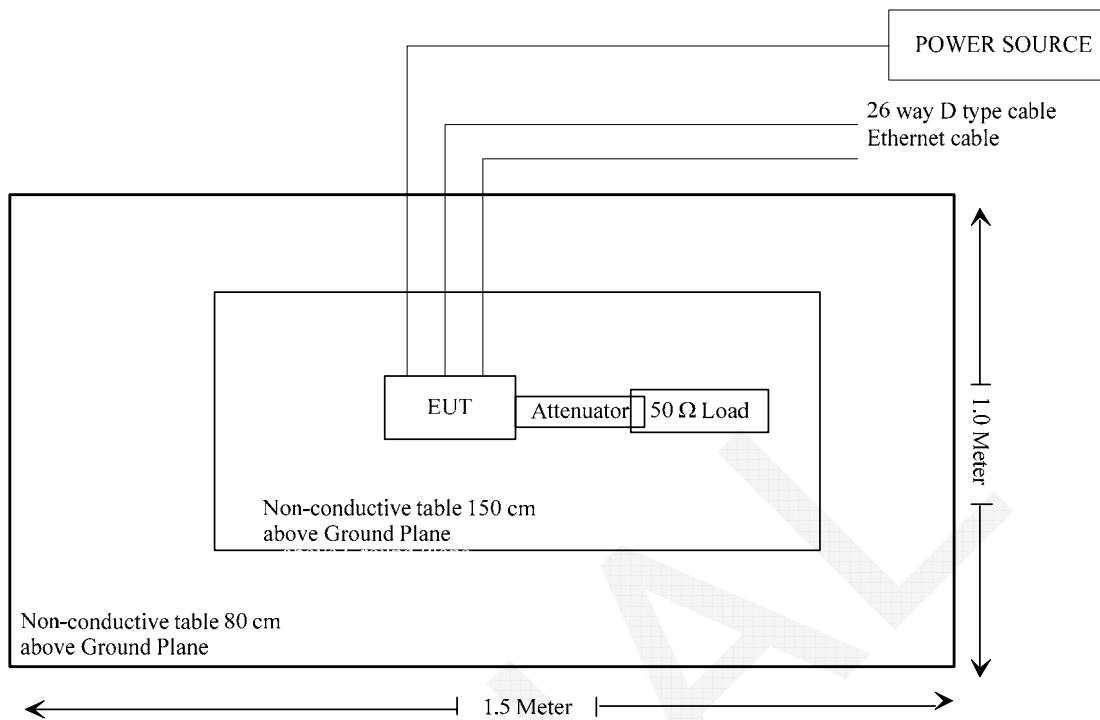 POWER SOURCE
26 way D type cable
Ethernet cable
EUT
Attenuator
50 Ω Load
1.0 Meter
Non-conductive table 150 cm
above Ground Plane
Non-conductive table 80 cm
above Ground Plane
1.5 Meter